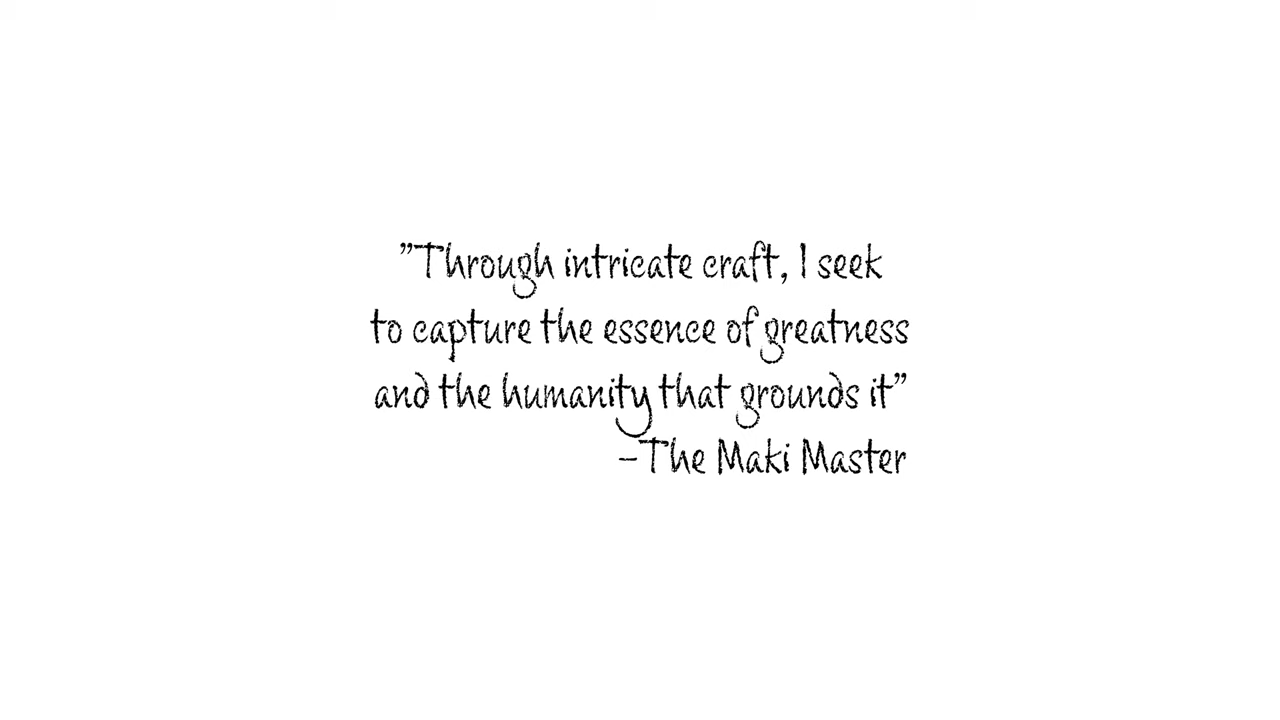 ”Through intricate craft, I seek
to capture the essence of greatness
and the humanity that grounds it”
–The Maki Master